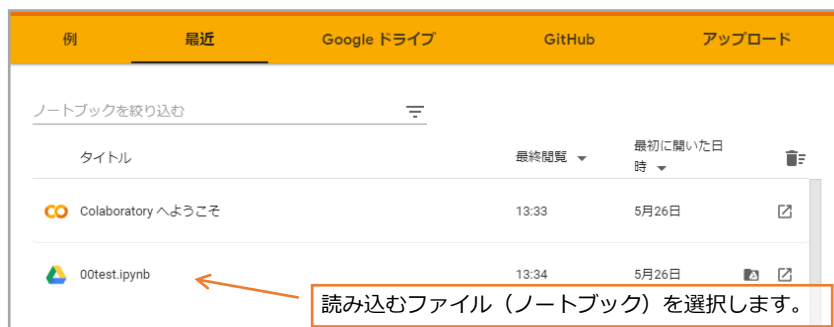 例 最近 Google ドライブ GitHub アップロード
ノートブックを絞り込む
タイトル 最終閲覧 最初に開いた日時
Colaboratory へようこそ 13:33 5月26日
00test.ipynb 13:34 5月26日
読み込むファイル（ノートブック）を選択します。